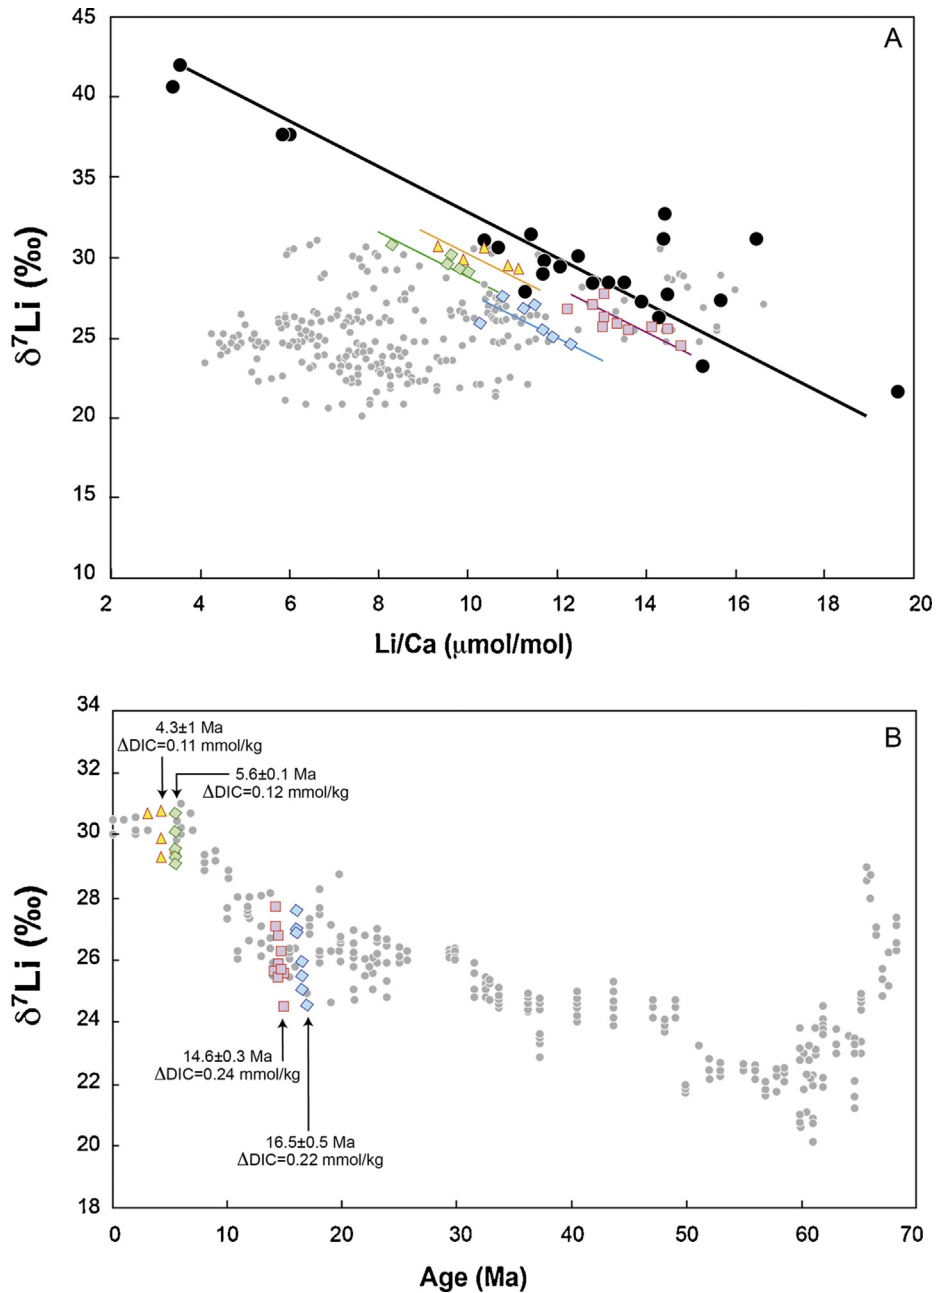 A
45
40
35
30
25
20
15
10
δ7Li (‰)
2
4
6
8
10
12
14
16
18
20
Li/Ca (μmol/mol)
B
34
32
30
28
26
24
22
20
18
δ7Li (‰)
4.3±1 Ma
ΔDIC=0.11 mmol/kg
5.6±0.1 Ma
ΔDIC=0.12 mmol/kg
14.6±0.3 Ma
ΔDIC=0.24 mmol/kg
16.5±0.5 Ma
ΔDIC=0.22 mmol/kg
0
10
20
30
40
50
60
70
Age (Ma)